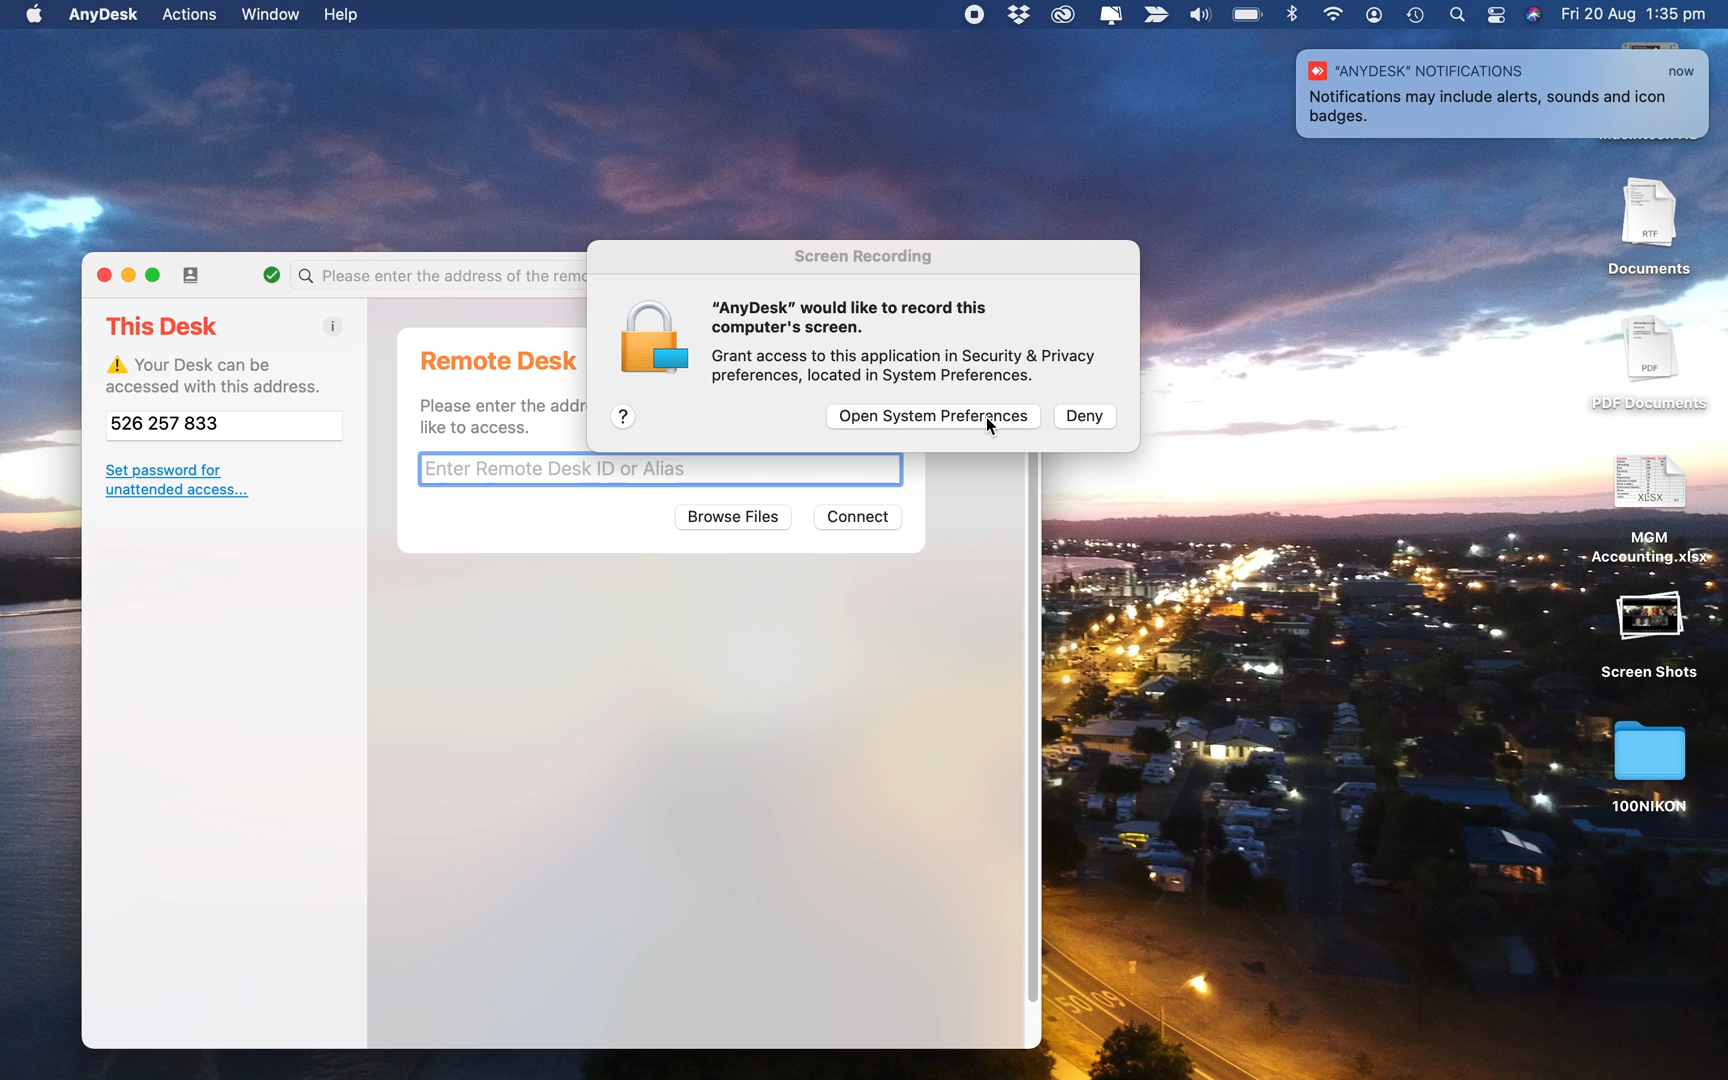 AnyDesk Actions Window Help
Fri 20 Aug 1:35 pm
"ANYDESK" NOTIFICATIONS now
Notifications may include alerts, sounds and icon
badges.
Screen Recording
"AnyDesk" would like to record this
computer's screen.
Grant access to this application in Security & Privacy
preferences, located in System Preferences.
?
Open System Preferences
Deny
Please enter the address of the remo
This Desk
i
Your Desk can be
accessed with this address.
526 257 833
Set password for
unattended access...
Remote Desk
Please enter the addr
like to access.
Enter Remote Desk ID or Alias
Browse Files
Connect
RTF
Documents
PDF
PDF Documents
XLSX
MGM
Accounting.xlsx
Screen Shots
100NIKON
50/09